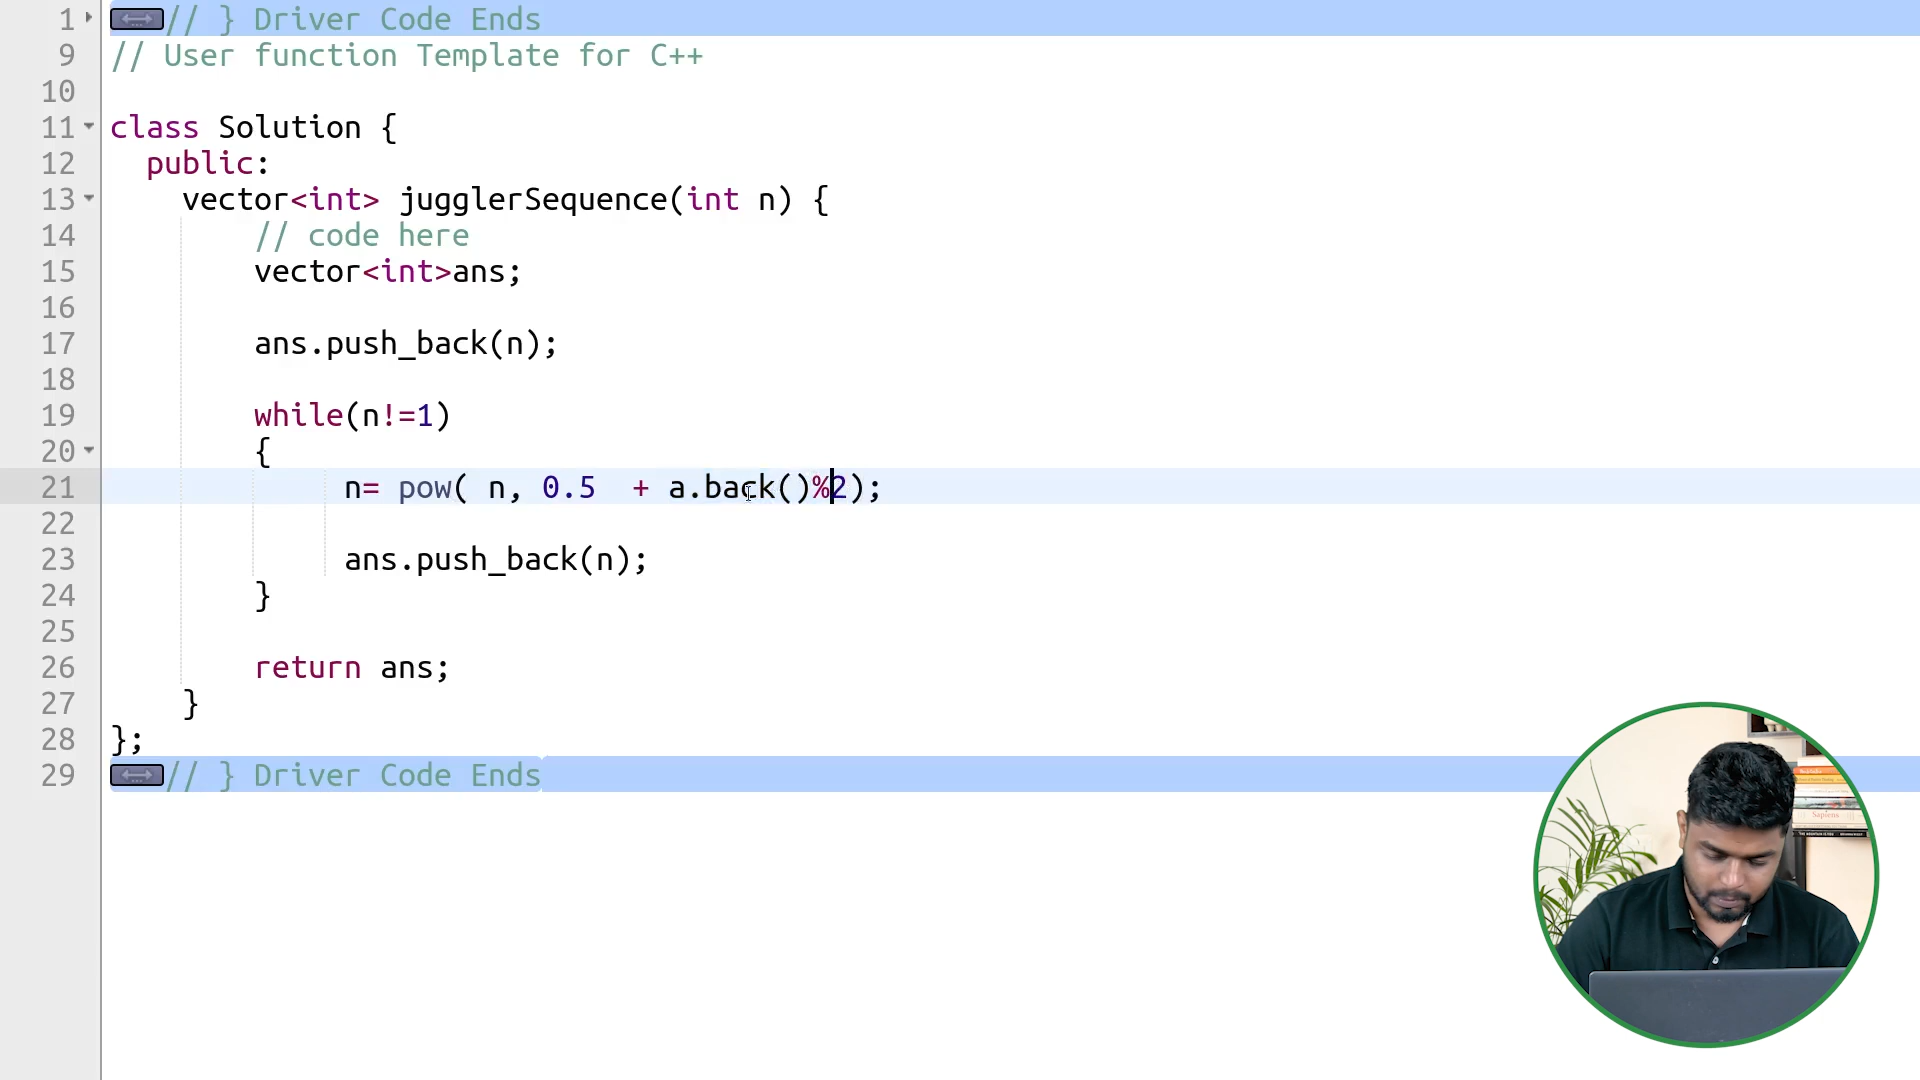 1 // } Driver Code Ends
9 // User function Template for C++
10
11 class Solution {
12 public:
13 vector<int> jugglerSequence(int n) {
14 // code here
15 vector<int>ans;
16
17 ans.push_back(n);
18
19 while(n!=1)
20 {
21 n= pow( n, 0.5  + a.back()%2);
22
23 ans.push_back(n);
24 }
25
26 return ans;
27 }
28 };
29 // } Driver Code Ends
Sapiens